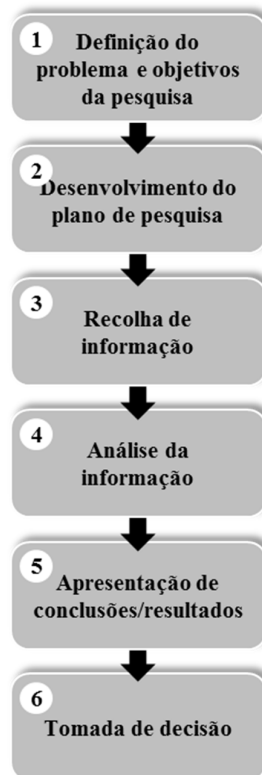 1
Definição do
problema e objetivos
da pesquisa
2
Desenvolvimento do
plano de pesquisa
3
Recolha de
informação
4
Análise da
informação
5
Apresentação de
conclusões/resultados
6
Tomada de decisão